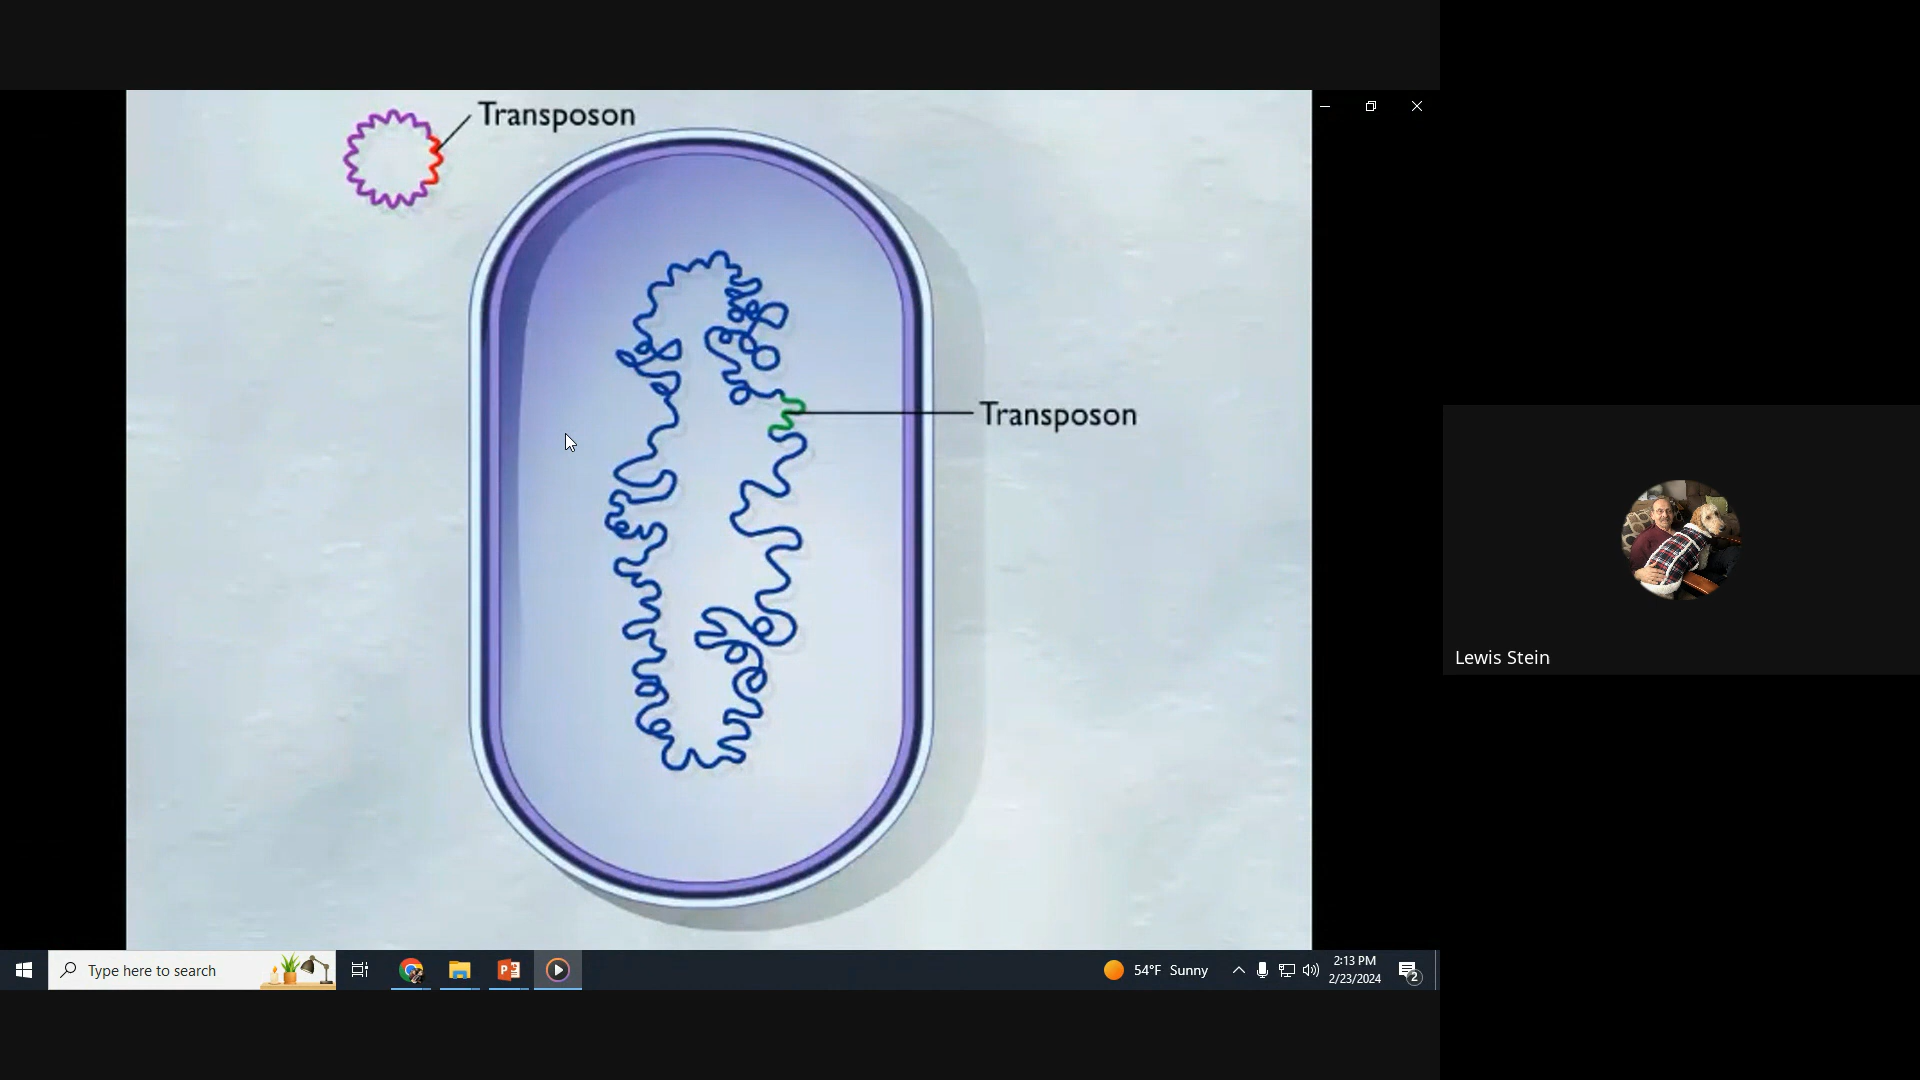 Transposon
Transposon
Lewis Stein
Type here to search
54°F Sunny
2:13 PM
2/23/2024
2